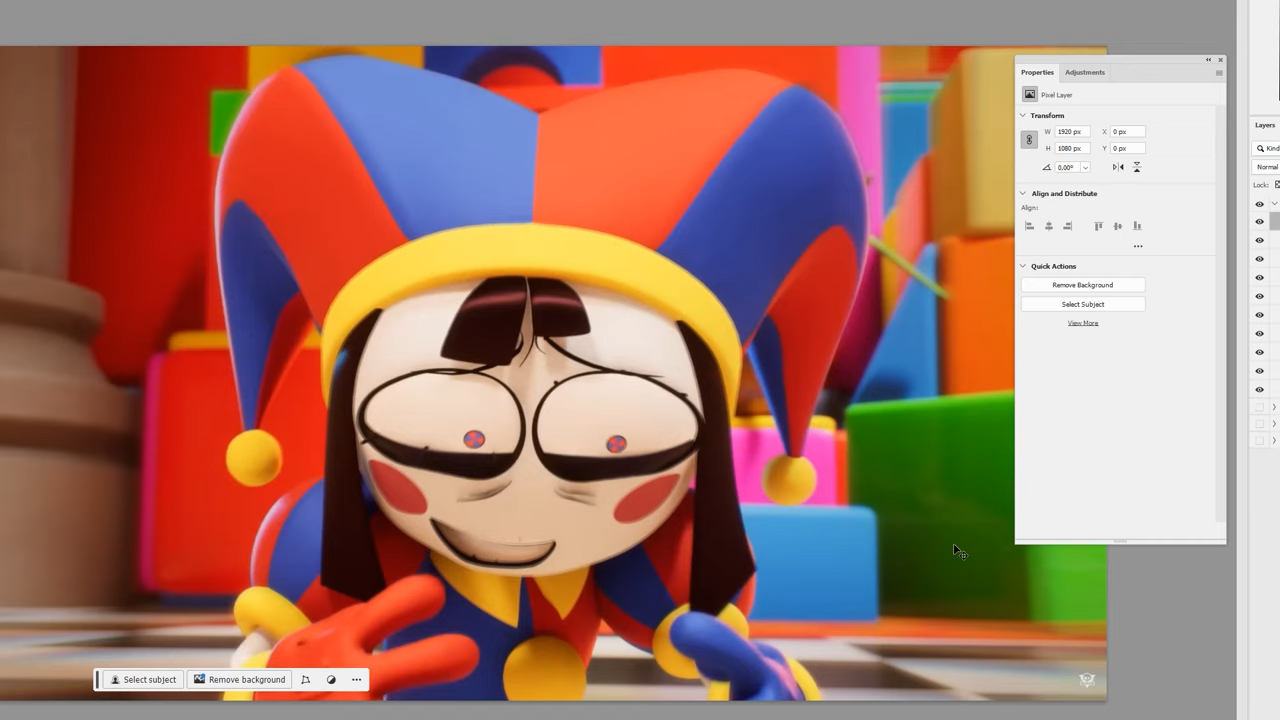 Properties Adjustments
Pixel Layer
Transform
W 1920 px X 0 px
H 1080 px Y 0 px
0,00°
Align and Distribute
Align:
Quick Actions
Remove Background
Select Subject
View More
Layers
Kind
Normal
Lock:
Select subject Remove background